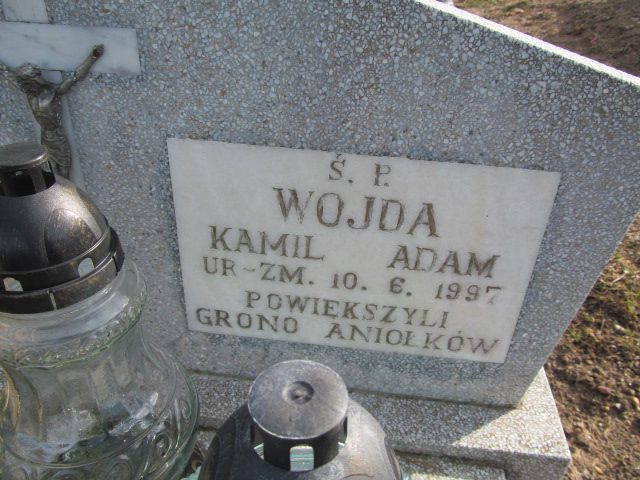 Ś. P.
WOJDA
KAMIL ADAM
UR-ZM. 10. 6. 1997
POWIEKSZYLI
GRONO ANIOŁKÓW